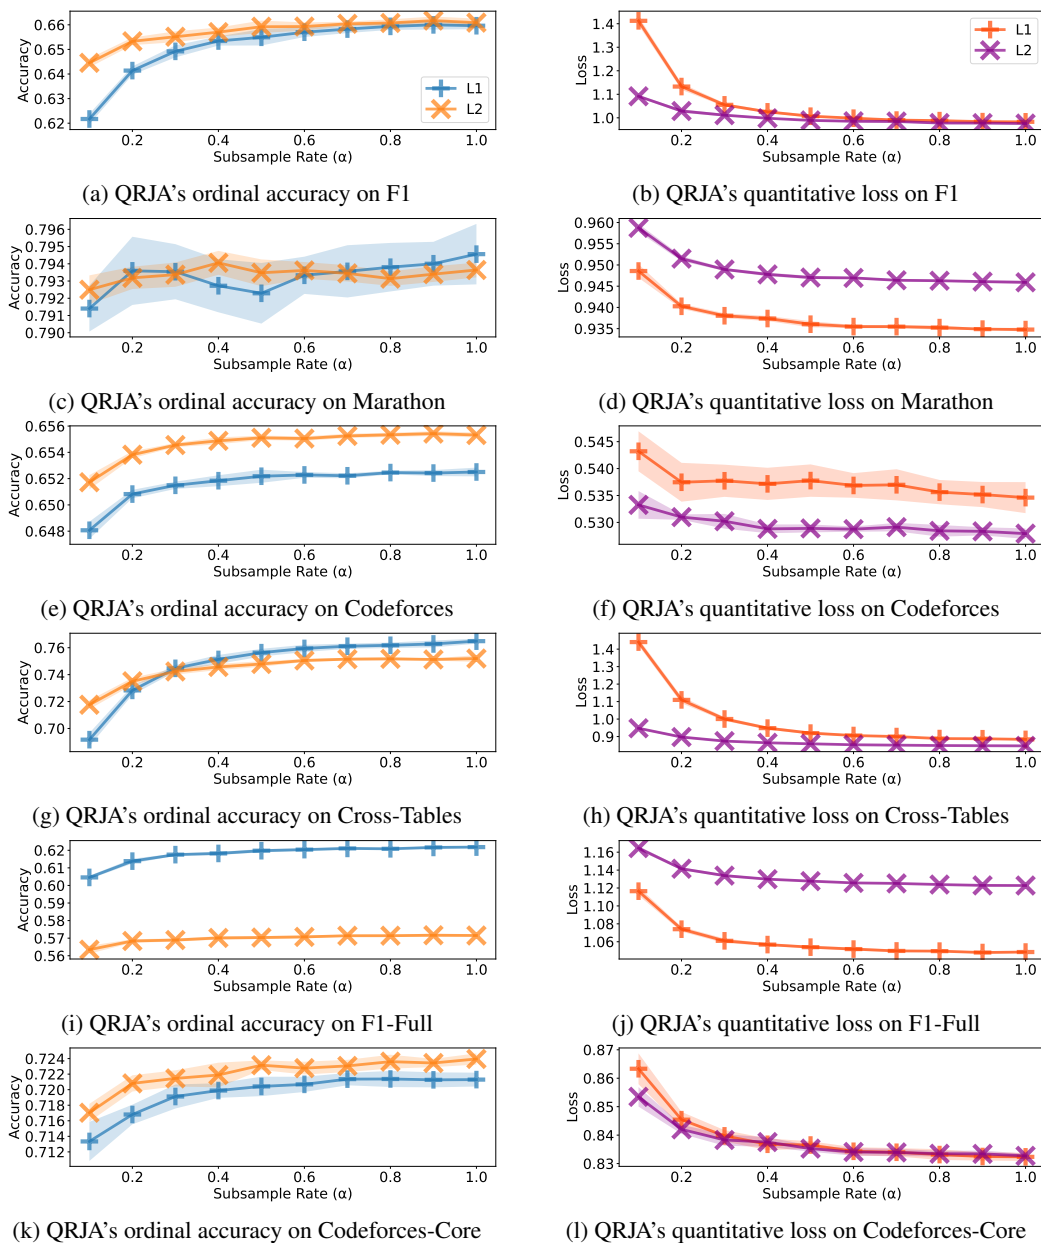 Accuracy
0.66
0.65
0.64
0.63
0.62
L1
L2
0.2 0.4 0.6 0.8 1.0
Subsample Rate (α)
(a) QRJA's ordinal accuracy on F1
Loss
1.4
1.3
1.2
1.1
1.0
L1
L2
0.2 0.4 0.6 0.8 1.0
Subsample Rate (α)
(b) QRJA's quantitative loss on F1
Accuracy
0.796
0.795
0.794
0.793
0.792
0.791
0.790
0.2 0.4 0.6 0.8 1.0
Subsample Rate (α)
(c) QRJA's ordinal accuracy on Marathon
Loss
0.960
0.955
0.950
0.945
0.940
0.935
0.2 0.4 0.6 0.8 1.0
Subsample Rate (α)
(d) QRJA's quantitative loss on Marathon
Accuracy
0.656
0.654
0.652
0.650
0.648
0.2 0.4 0.6 0.8 1.0
Subsample Rate (α)
(e) QRJA's ordinal accuracy on Codeforces
Loss
0.545
0.540
0.535
0.530
0.2 0.4 0.6 0.8 1.0
Subsample Rate (α)
(f) QRJA's quantitative loss on Codeforces
Accuracy
0.76
0.74
0.72
0.70
0.2 0.4 0.6 0.8 1.0
Subsample Rate (α)
(g) QRJA's ordinal accuracy on Cross-Tables
Loss
1.4
1.3
1.2
1.1
1.0
0.9
0.2 0.4 0.6 0.8 1.0
Subsample Rate (α)
(h) QRJA's quantitative loss on Cross-Tables
Accuracy
0.62
0.61
0.60
0.59
0.58
0.57
0.56
0.2 0.4 0.6 0.8 1.0
Subsample Rate (α)
(i) QRJA's ordinal accuracy on F1-Full
Loss
1.16
1.14
1.12
1.10
1.08
1.06
0.2 0.4 0.6 0.8 1.0
Subsample Rate (α)
(j) QRJA's quantitative loss on F1-Full
Accuracy
0.724
0.722
0.720
0.718
0.716
0.714
0.712
0.2 0.4 0.6 0.8 1.0
Subsample Rate (α)
(k) QRJA's ordinal accuracy on Codeforces-Core
Loss
0.87
0.86
0.85
0.84
0.83
0.2 0.4 0.6 0.8 1.0
Subsample Rate (α)
(l) QRJA's quantitative loss on Codeforces-Core